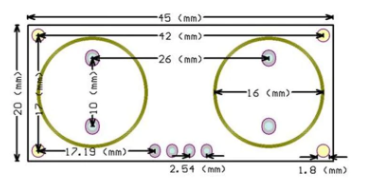 45 (mm)
42 (mm)
26 (mm)
20 (mm)
17 (mm)
10 (mm)
16 (mm)
17.19 (mm)
2.54 (mm)
1.8 (mm)